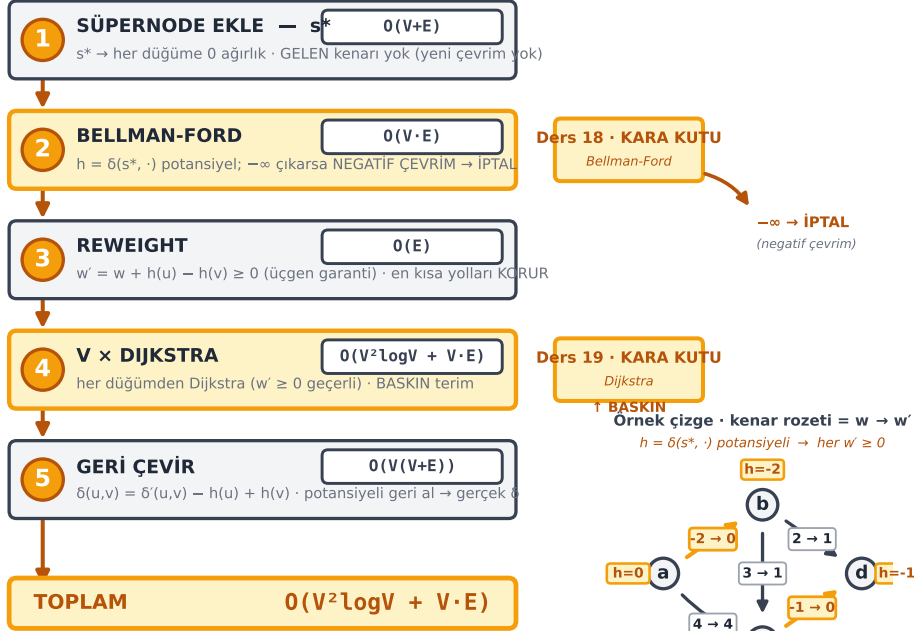 1
SÜPERNODE EKLE — s*
O(V+E)
s* → her düğüme 0 ağırlık · GELEN kenarı yok (yeni çevrim yok)
2
BELLMAN-FORD
O(V·E)
h = δ(s*, ·) potansiyel; −∞ çıkarsa NEGATİF ÇEVRİM → İPTAL
Ders 18 · KARA KUTU
Bellman-Ford
−∞ → İPTAL
(negatif çevrim)
3
REWEIGHT
O(E)
w′ = w + h(u) − h(v) ≥ 0 (üçgen garanti) · en kısa yolları KORUR
4
V × DIJKSTRA
O(V²logV + V·E)
her düğümden Dijkstra (w′ ≥ 0 geçerli) · BASKIN terim
Ders 19 · KARA KUTU
Dijkstra
↑ BASKIN
5
GERİ ÇEVİR
O(V(V+E))
δ(u,v) = δ′(u,v) − h(u) + h(v) · potansiyeli geri al → gerçek δ
TOPLAM
O(V²logV + V·E)
Örnek çizge · kenar rozeti = w → w′
h = δ(s*, ·) potansiyeli → her w′ ≥ 0
h=-2
b
-2 → 0
2 → 1
h=0
a
3 → 1
d
h=-1
-1 → 0
4 → 4